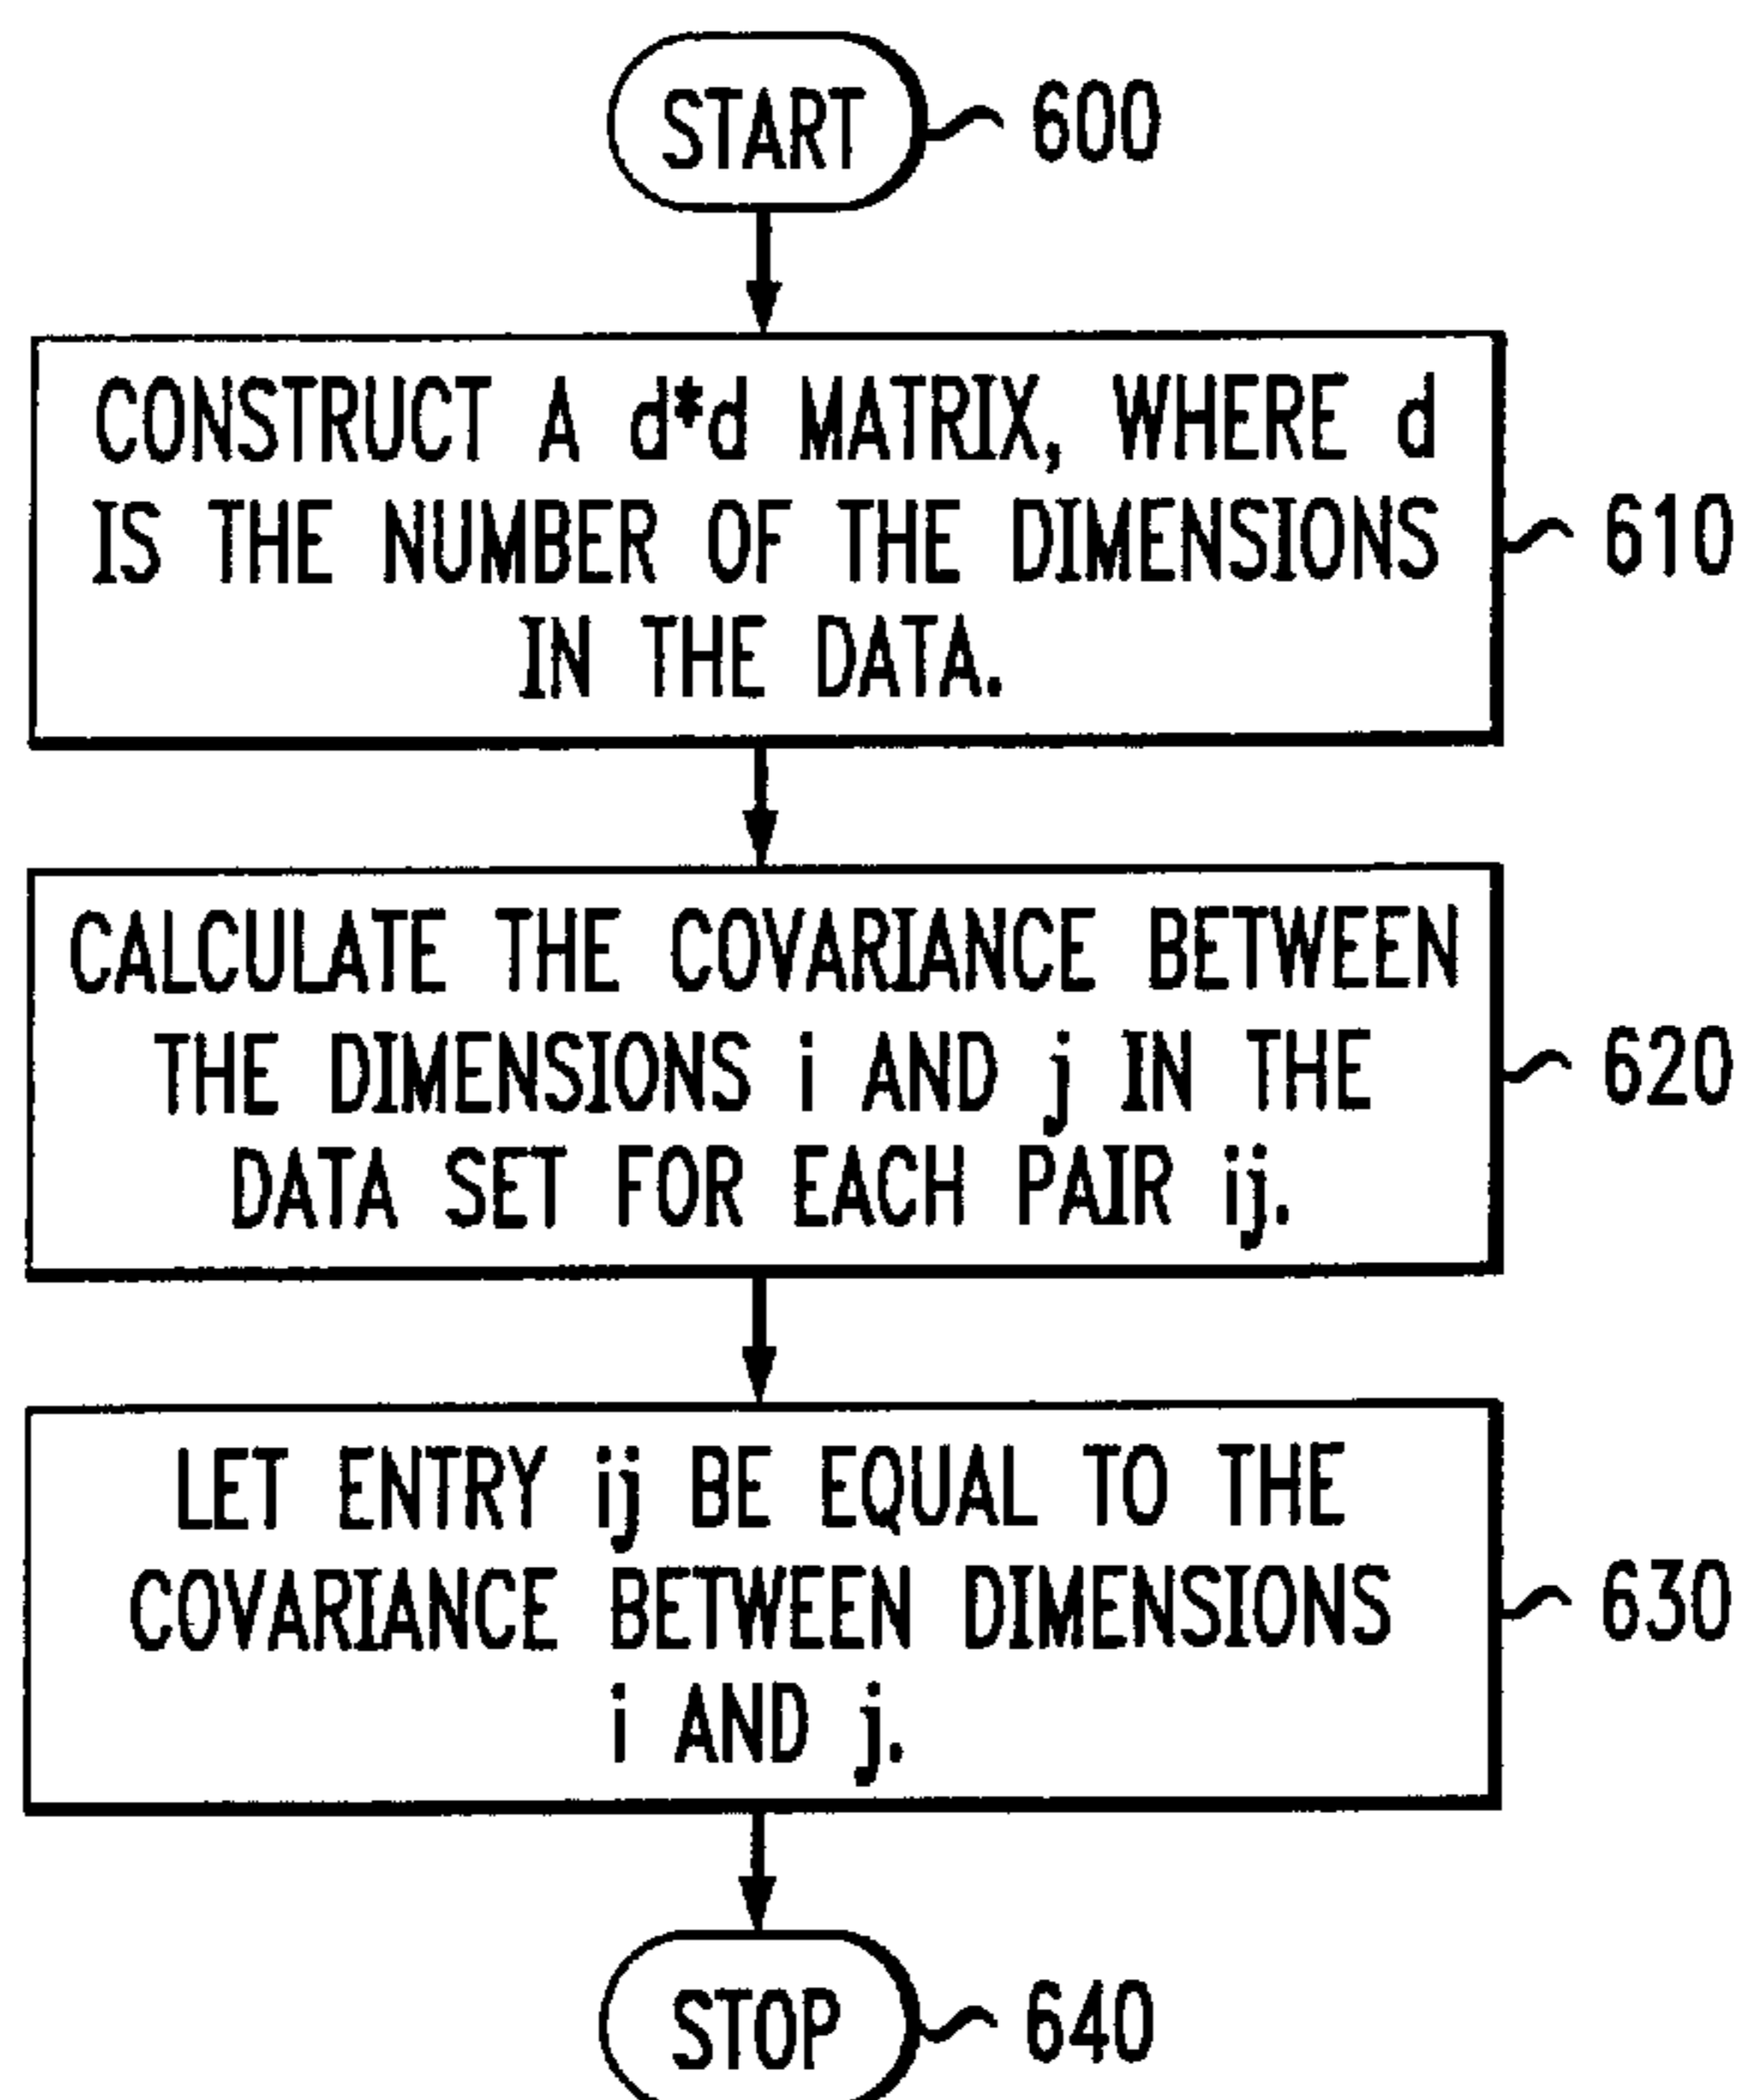 START 600
CONSTRUCT A d*d MATRIX, WHERE d
IS THE NUMBER OF THE DIMENSIONS
IN THE DATA.
610
CALCULATE THE COVARIANCE BETWEEN
THE DIMENSIONS i AND j IN THE
DATA SET FOR EACH PAIR ij.
620
LET ENTRY ij BE EQUAL TO THE
COVARIANCE BETWEEN DIMENSIONS
i AND j.
630
STOP 640